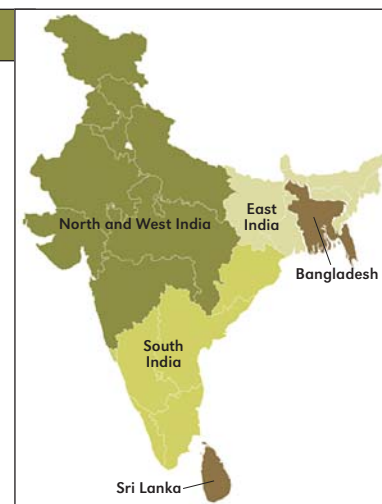 North and West India
East
India
Bangladesh
South
India
Sri Lanka